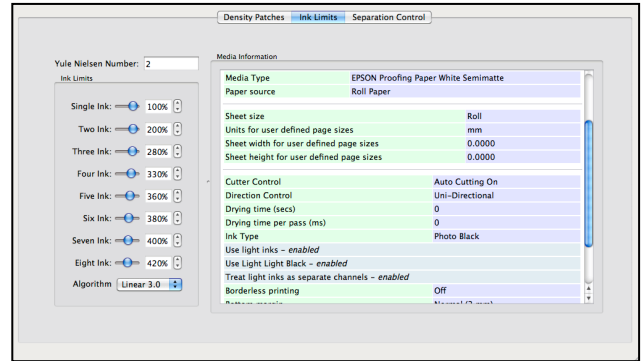 Density Patches Ink Limits Separation Control
Yule Nielsen Number: 2
Ink Limits
Single Ink: 100%
Two Ink: 200%
Three Ink: 280%
Four Ink: 330%
Five Ink: 360%
Six Ink: 380%
Seven Ink: 400%
Eight Ink: 420%
Algorithm Linear 3.0
Media Information
Media Type EPSON Proofing Paper White Semimatte
Paper source Roll Paper
Sheet size Roll
Units for user defined page sizes mm
Sheet width for user defined page sizes 0.0000
Sheet height for user defined page sizes 0.0000
Cutter Control Auto Cutting On
Direction Control Uni-Directional
Drying time (secs) 0
Drying time per pass (ms) 0
Ink Type Photo Black
Use light inks – enabled
Use Light Light Black – enabled
Treat light inks as separate channels – enabled
Borderless printing Off
Bottom margin Normal (3 mm)